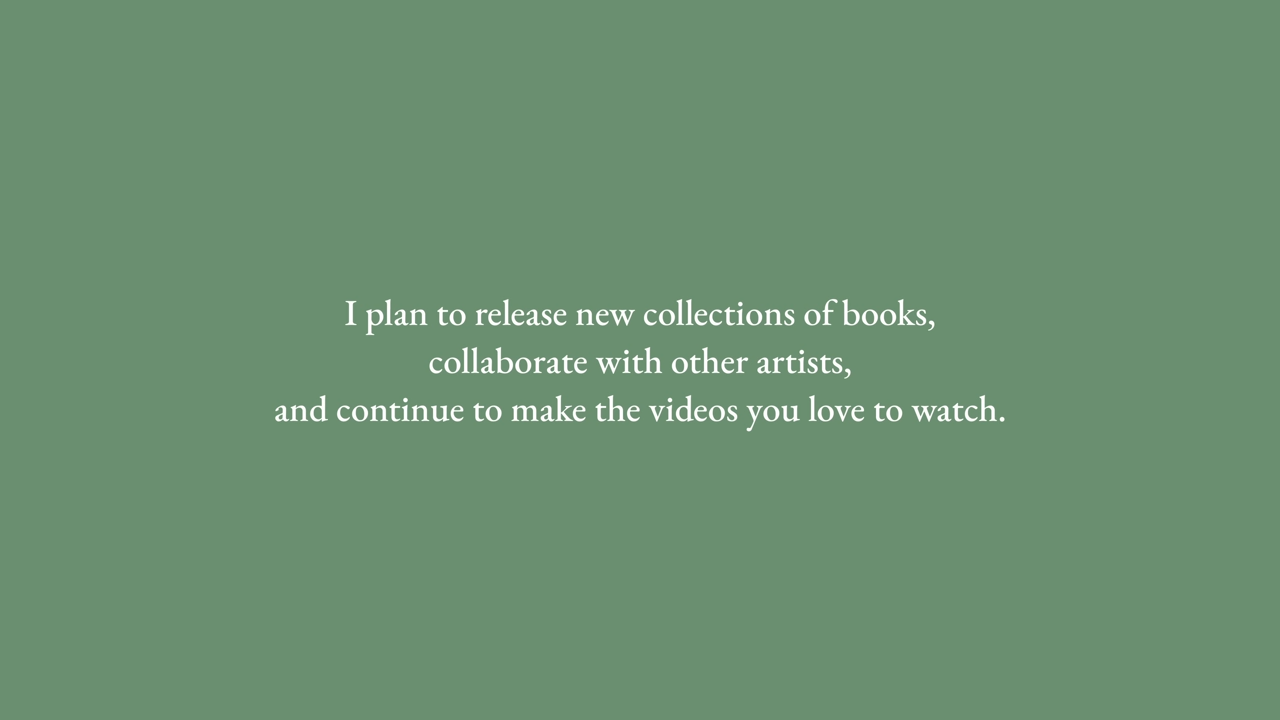 I plan to release new collections of books,
collaborate with other artists,
and continue to make the videos you love to watch.